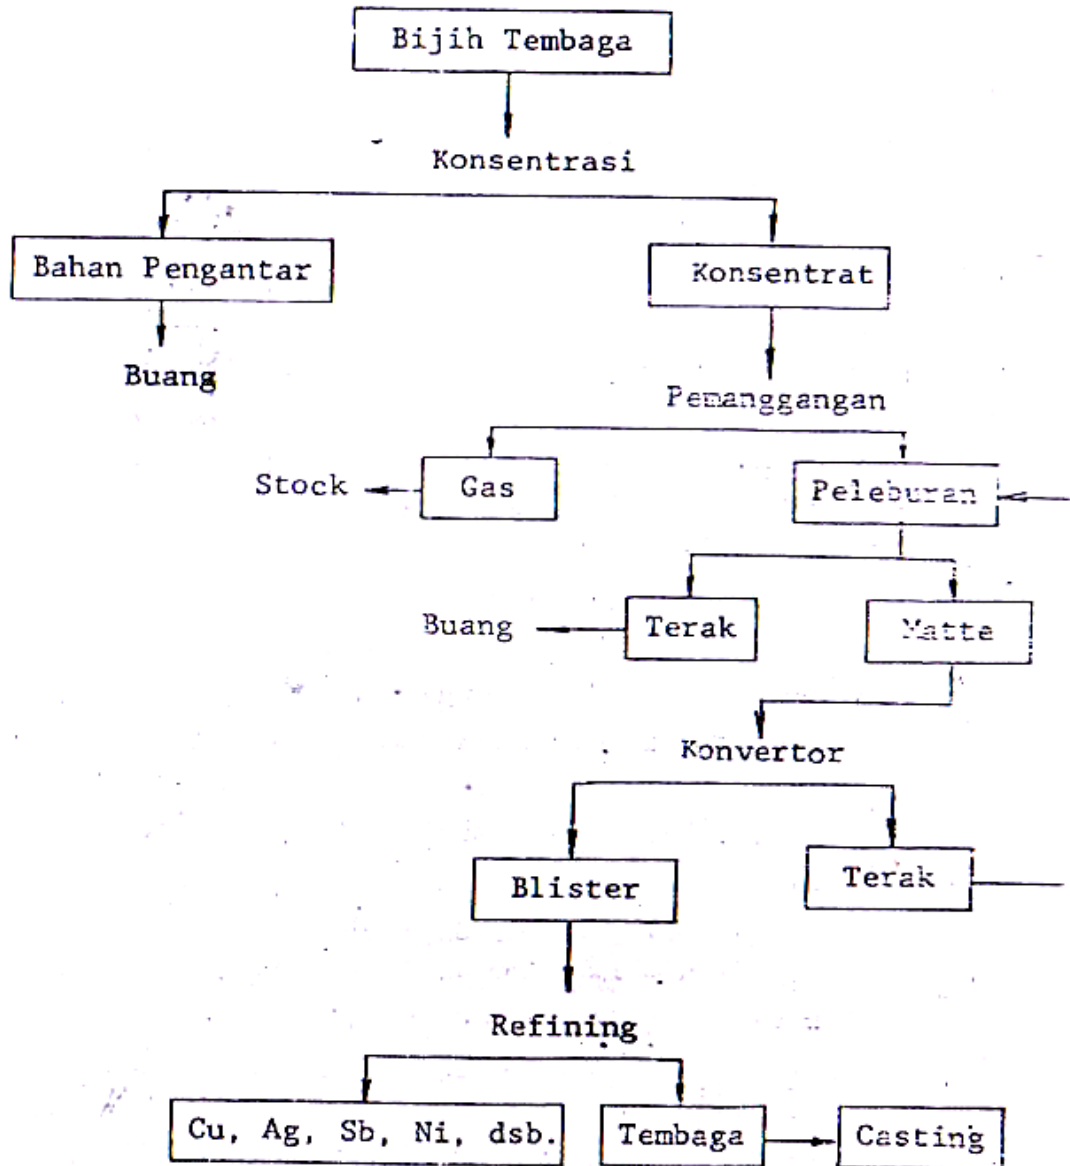 Bijih Tembaga
Konsentrasi
Bahan Pengantar
Konsentrat
Buang
Pemanggangan
Stock
Gas
Peleburan
Buang
Terak
Matte
Konvertor
Blister
Terak
Refining
Cu, Ag, Sb, Ni, dsb.
Tembaga
Casting